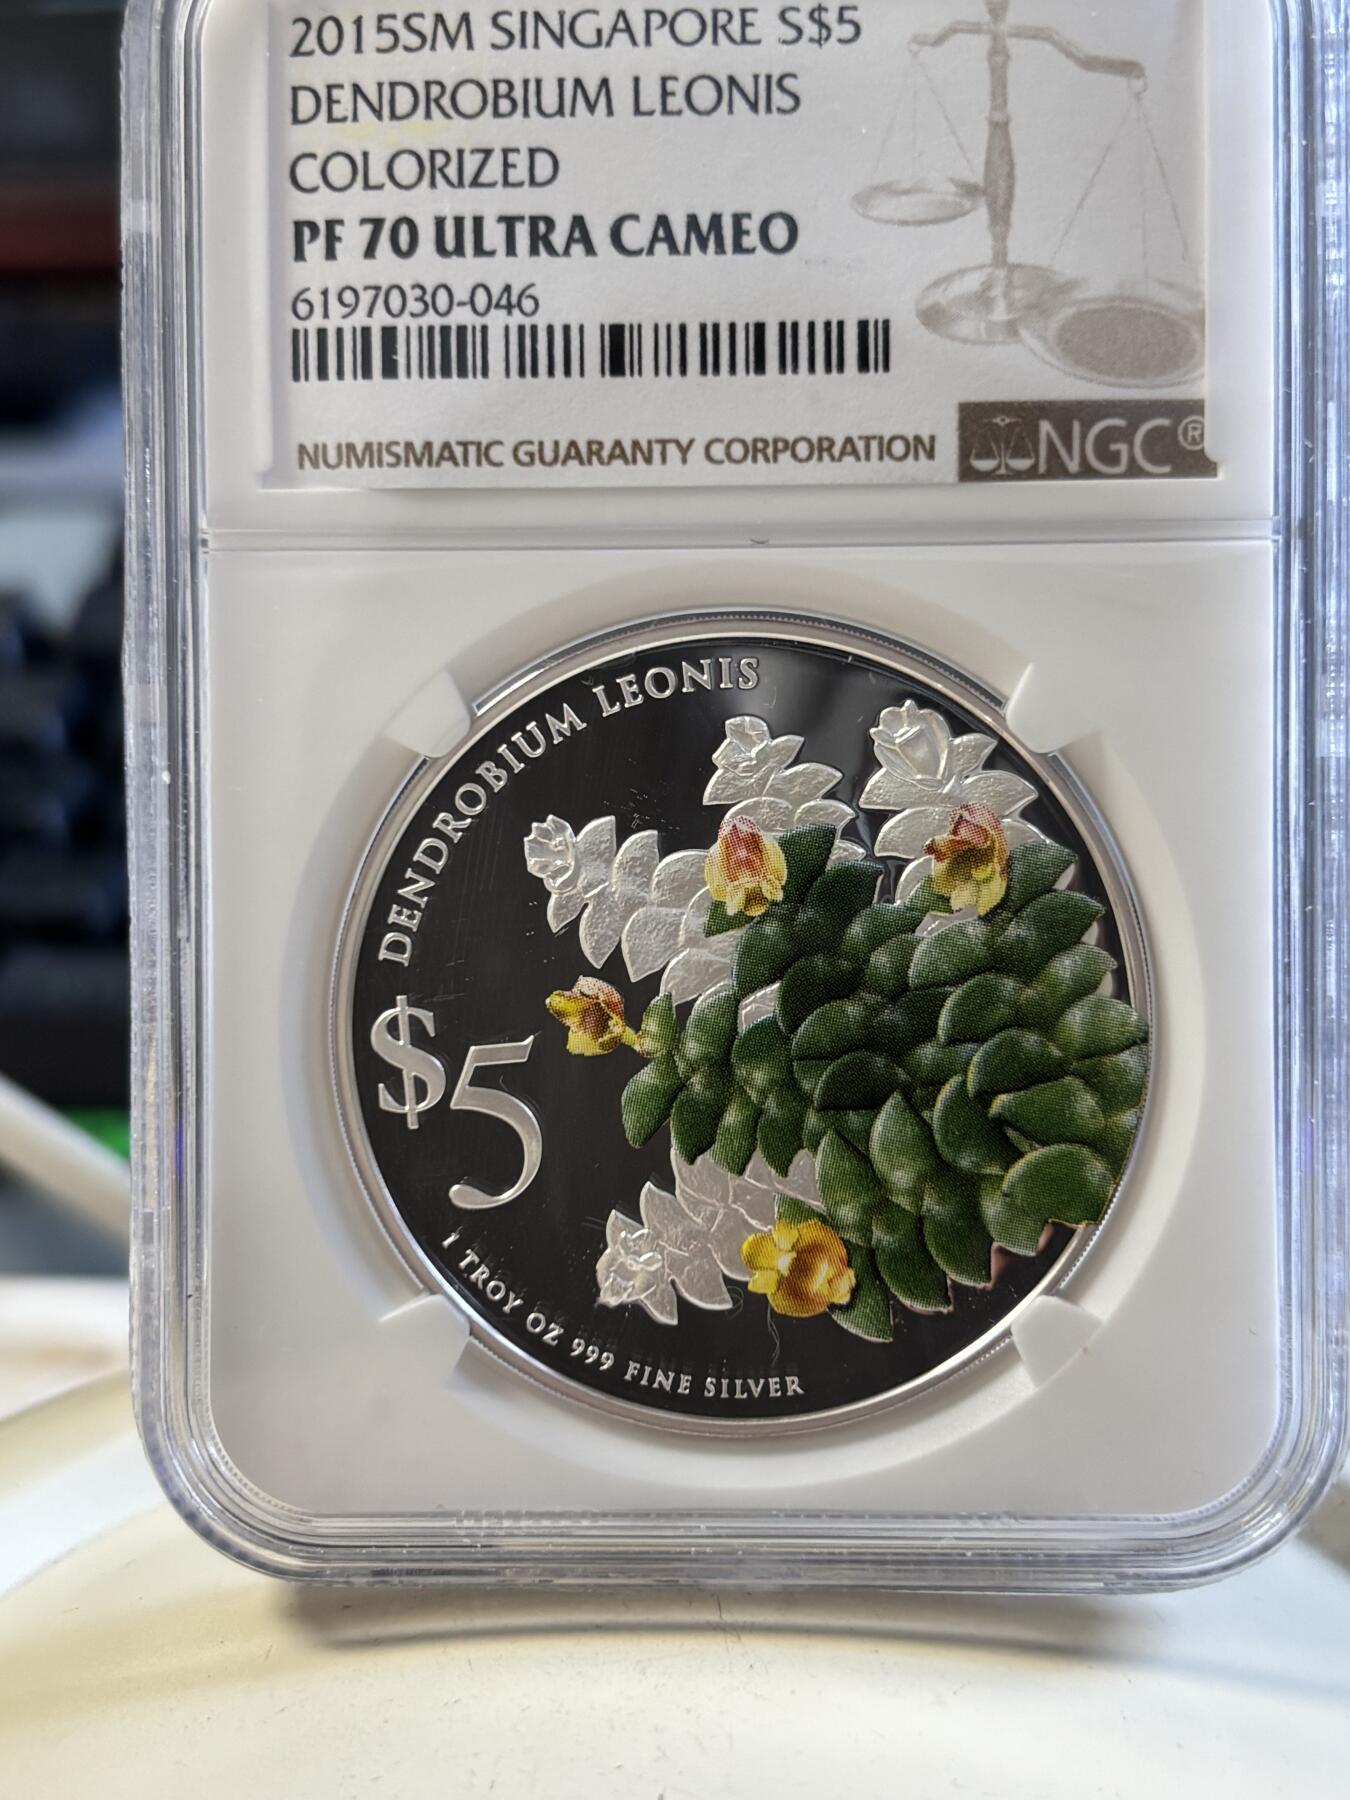 2015SM SINGAPORE S$5
DENDROBIUM LEONIS
COLORIZED
PF 70 ULTRA CAMEO
6197030-046
NUMISMATIC GUARANTY CORPORATION
NGC®
DENDROBIUM LEONIS
$5
1 TROY OZ 999 FINE SILVER